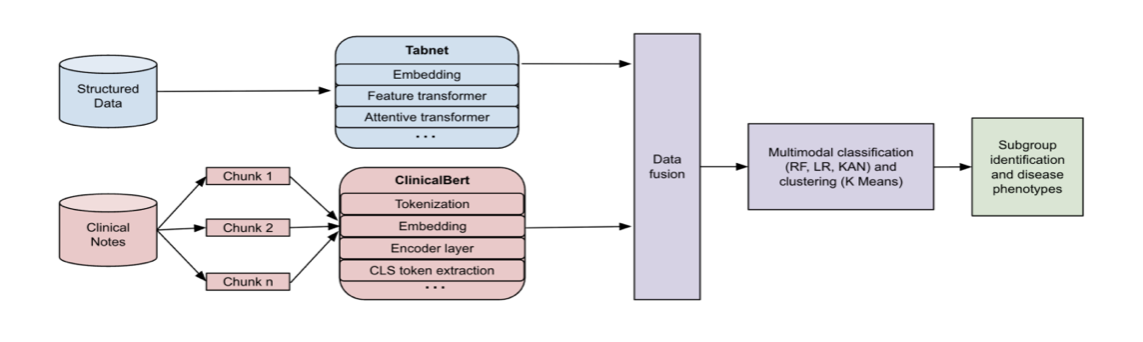 Structured
Data
Tabnet
Embedding
Feature transformer
Attentive transformer
...
Clinical
Notes
Chunk 1
Chunk 2
Chunk n
ClinicalBert
Tokenization
Embedding
Encoder layer
CLS token extraction
...
Data
fusion
Multimodal classification
(RF, LR, KAN) and
clustering (K Means)
Subgroup
identification
and disease
phenotypes